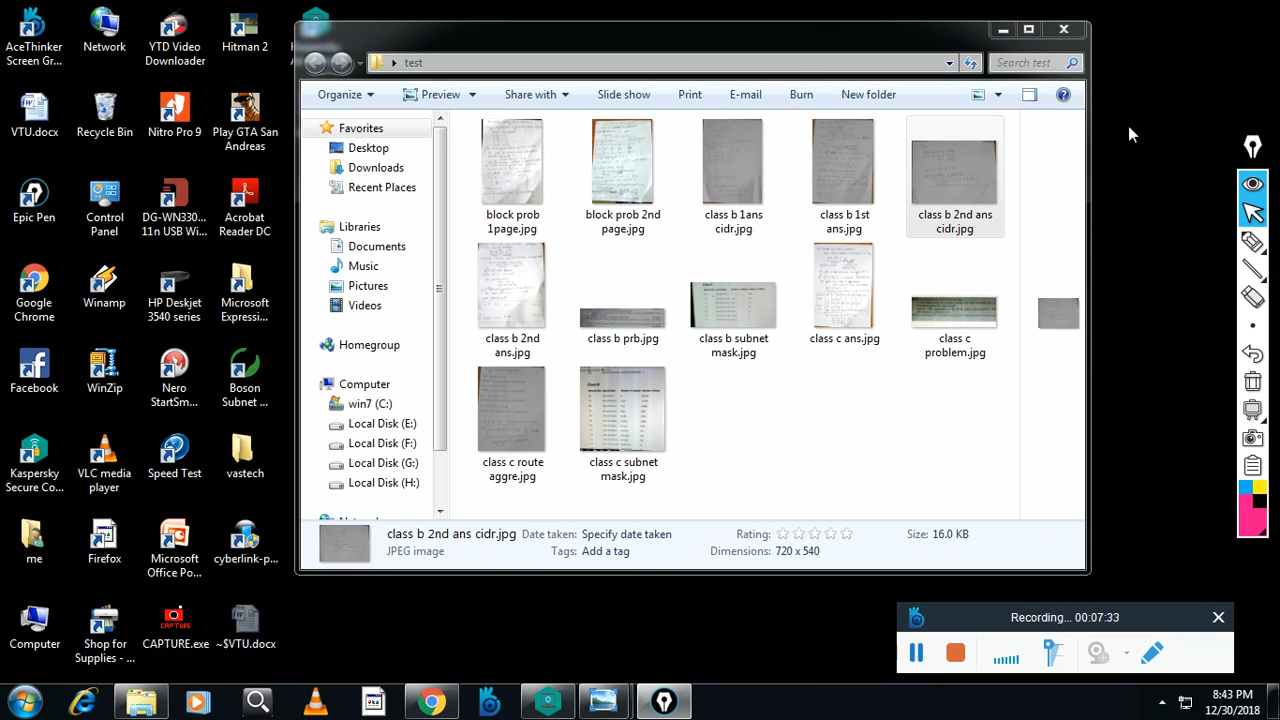 AceThinker
Screen Gr...
Network
YTD Video
Downloader
Hitman 2
VTU.docx
Recycle Bin
Nitro Pro 9
Play GTA San
Andreas
Epic Pen
Control
Panel
DG-WN330...
11n USB Wi...
Acrobat
Reader DC
Google
Chrome
Winamp
HP Deskjet
3540 series
Microsoft
Expressi...
Facebook
WinZip
Nero
StartSm...
Boson
Subnet ...
Kaspersky
Secure Co...
VLC media
player
Speed Test
vastech
me
Firefox
Microsoft
Office Po...
cyberlink-p...
Computer
Shop for
Supplies - ...
CAPTURE.exe
~$VTU.docx
test
Search test
Organize
Preview
Share with
Slide show
Print
E-mail
Burn
New folder
Favorites
Desktop
Downloads
Recent Places
Libraries
Documents
Music
Pictures
Videos
Homegroup
Computer
win7 (C:)
Local Disk (E:)
Local Disk (F:)
Local Disk (G:)
Local Disk (H:)
block prob
1page.jpg
block prob 2nd
page.jpg
class b 1ans
cidr.jpg
class b 1st
ans.jpg
class b 2nd ans
cidr.jpg
class b 2nd
ans.jpg
class b prb.jpg
class b subnet
mask.jpg
class c ans.jpg
class c
problem.jpg
class c route
aggre.jpg
class c subnet
mask.jpg
class b 2nd ans cidr.jpg
JPEG image
Date taken: Specify date taken
Tags: Add a tag
Rating:
Dimensions: 720 x 540
Size: 16.0 KB
Recording... 00:07:33
8:43 PM
12/30/2018